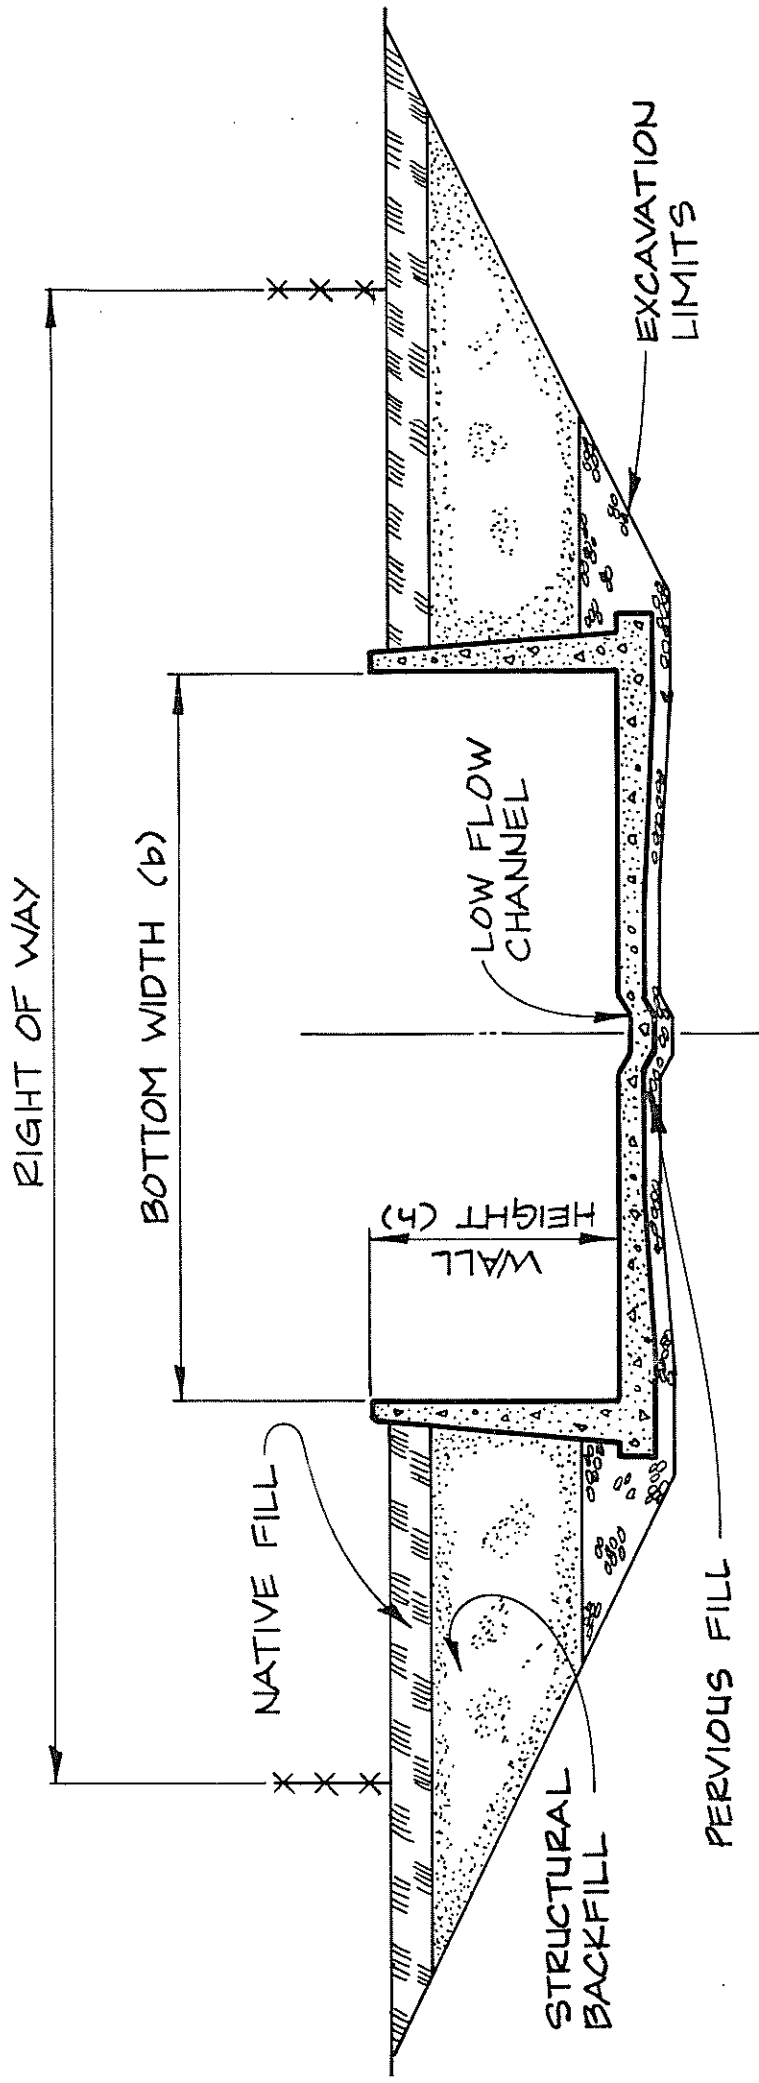 RIGHT OF WAY
BOTTOM WIDTH (b)
NATIVE FILL
WALL
HEIGHT (h)
LOW FLOW
CHANNEL
EXCAVATION
LIMITS
STRUCTURAL
BACKFILL
PERVIOUS FILL